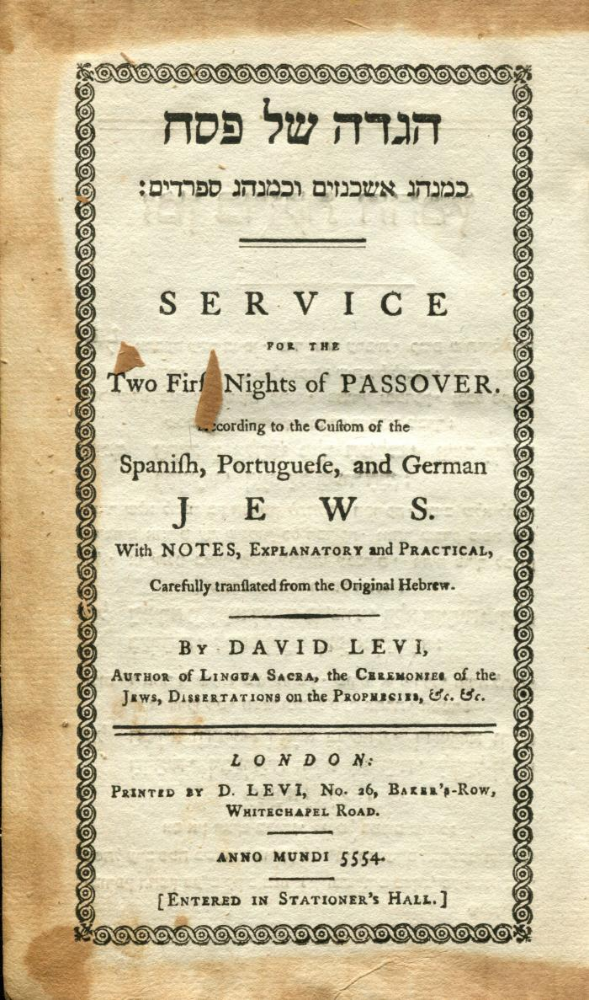 הגדה של פסח
כמנהג אשכנזים וכמנהג ספרדים:
SERVICE
FOR THE
Two Firſ Nights of PASSOVER.
cording to the Cuſtom of the
Spaniſh, Portugueſe, and German
JEWS.
With NOTES, EXPLANATORY and PRACTICAL,
Carefully tranſlated from the Original Hebrew.
BY DAVID LEVI,
AUTHOR OF LINGUA SACRA, the CEREMONIES of the
JEWS, DISSERTATIONS on the PROPHECIES, &c. &c.
LONDON:
PRINTED BY D. LEVI, No. 26, BAKER's-ROW,
WHITECHAPEL ROAD.
ANNO MUNDI 5554.
[ENTERED IN STATIONER'S HALL.]